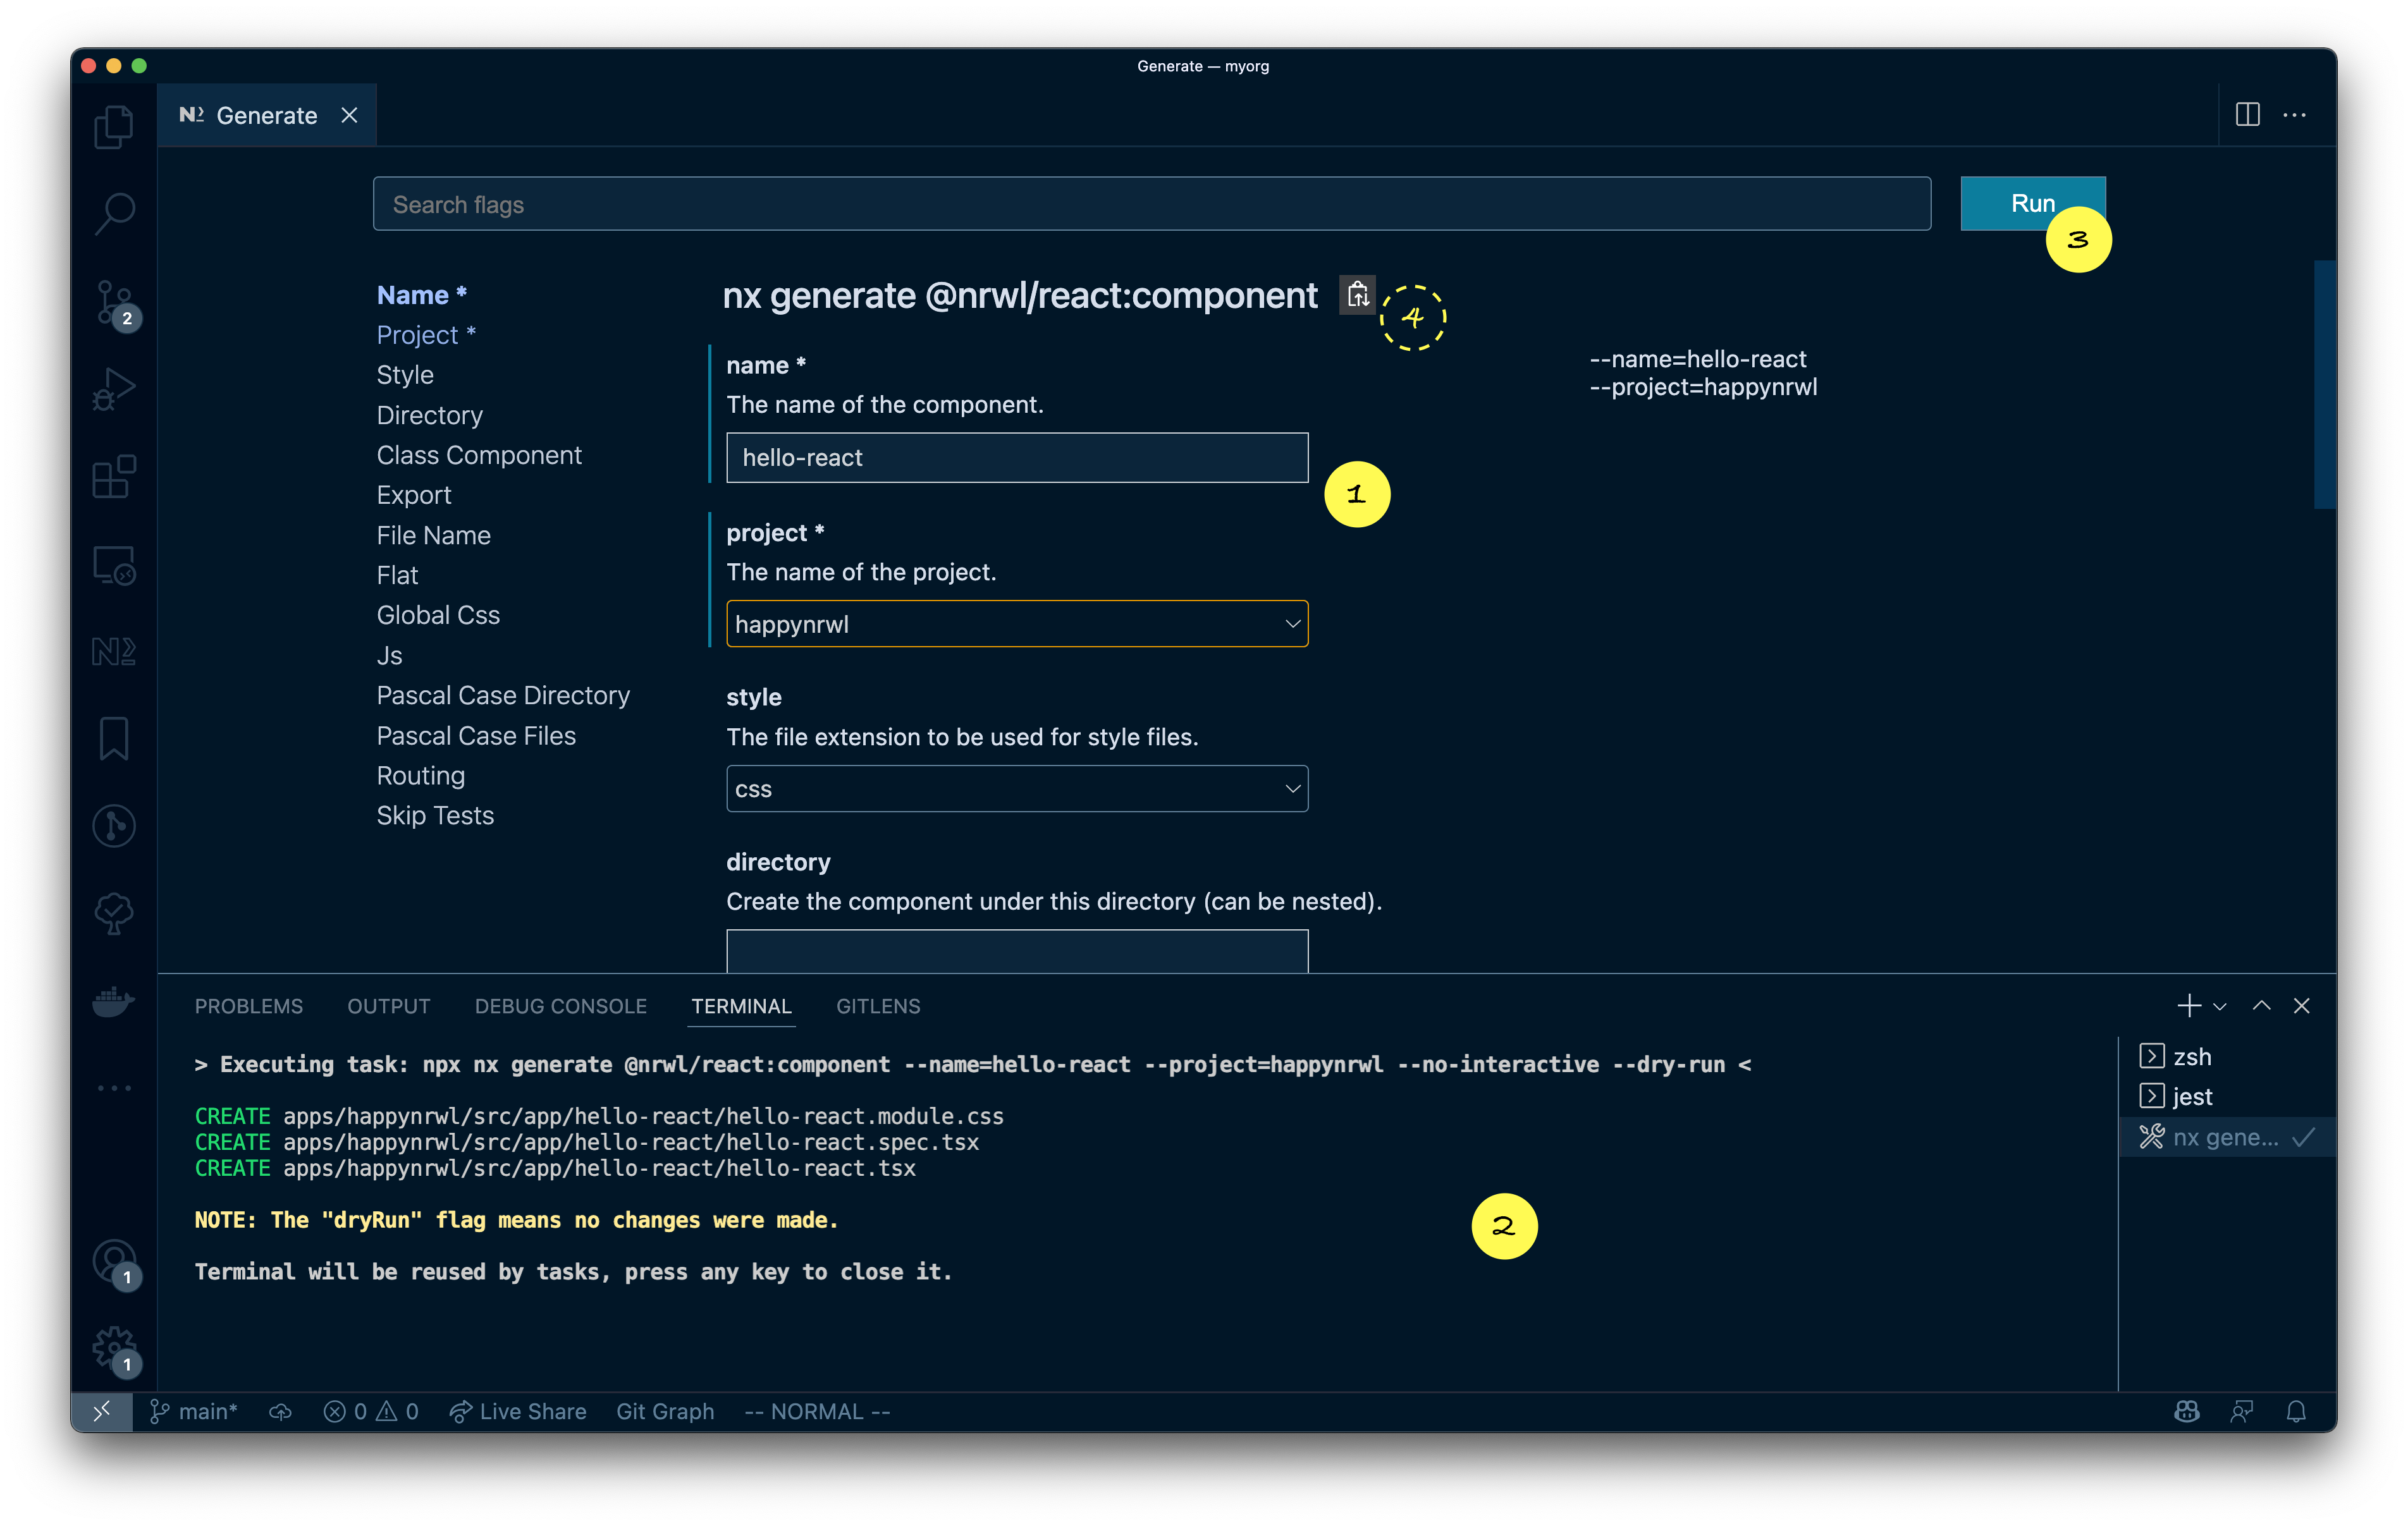 Generate — myorg
Generate
Search flags
Run
3
Name *
Project *
Style
Directory
Class Component
Export
File Name
Flat
Global Css
Js
Pascal Case Directory
Pascal Case Files
Routing
Skip Tests
nx generate @nrwl/react:component
4
name *
The name of the component.
hello-react
1
project *
The name of the project.
happynrwl
style
The file extension to be used for style files.
css
directory
Create the component under this directory (can be nested).
--name=hello-react
--project=happynrwl
2
PROBLEMS OUTPUT DEBUG CONSOLE TERMINAL GITLENS
> Executing task: npx nx generate @nrwl/react:component --name=hello-react --project=happynrwl --no-interactive --dry-run <
CREATE apps/happynrwl/src/app/hello-react/hello-react.module.css
CREATE apps/happynrwl/src/app/hello-react/hello-react.spec.tsx
CREATE apps/happynrwl/src/app/hello-react/hello-react.tsx
NOTE: The "dryRun" flag means no changes were made.
2
Terminal will be reused by tasks, press any key to close it.
zsh
jest
nx gene...
1
1
main* 0 0 Live Share Git Graph -- NORMAL --